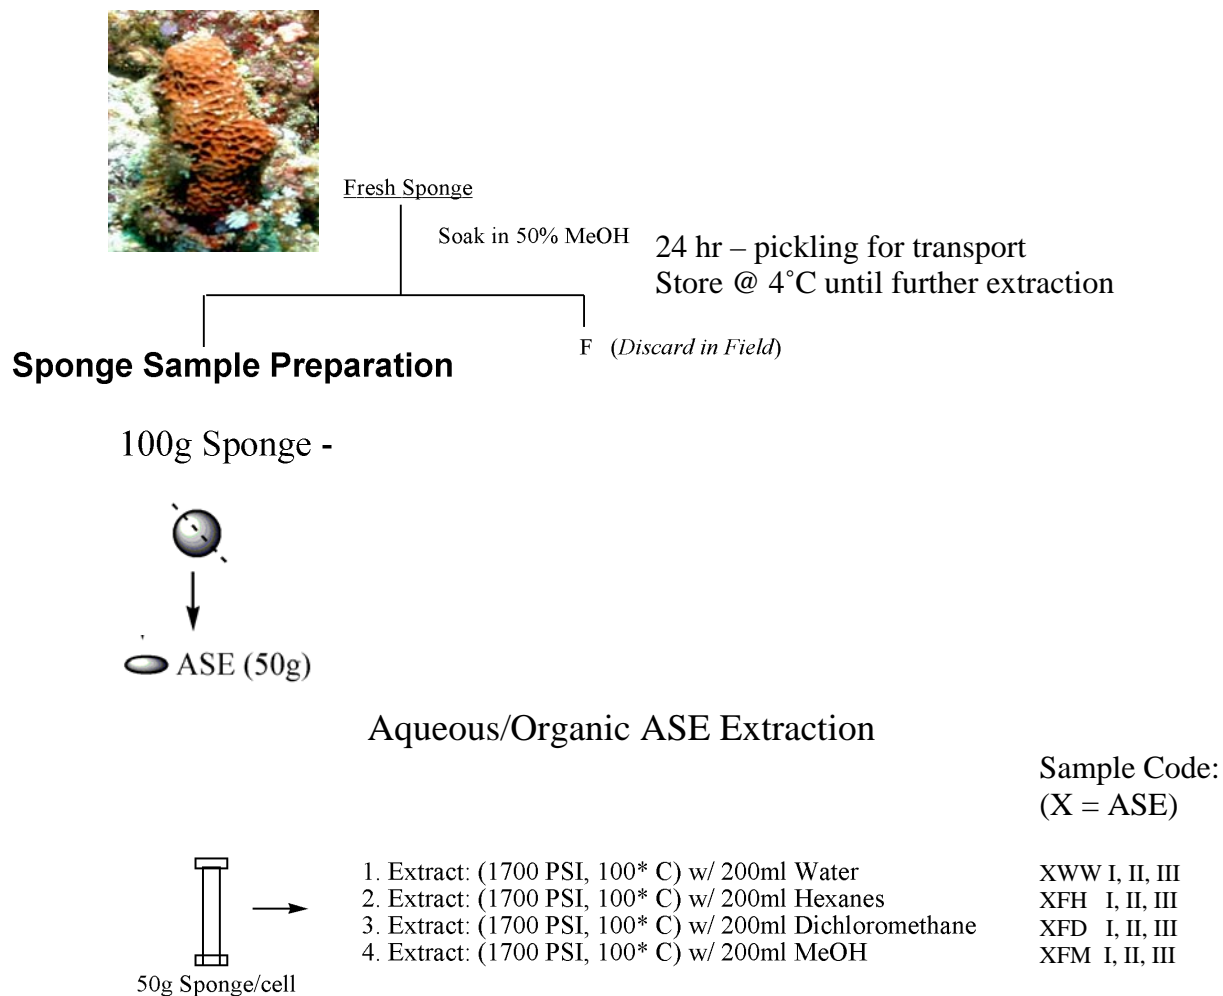 Fresh Sponge
Soak in 50% MeOH
24 hr – pickling for transport
Store @ 4˚C until further extraction
F (Discard in Field)
Sponge Sample Preparation
100g Sponge -
ASE (50g)
Aqueous/Organic ASE Extraction
Sample Code:
(X = ASE)
1. Extract: (1700 PSI, 100* C) w/ 200ml Water XWW I, II, III
2. Extract: (1700 PSI, 100* C) w/ 200ml Hexanes XFH I, II, III
3. Extract: (1700 PSI, 100* C) w/ 200ml Dichloromethane XFD I, II, III
4. Extract: (1700 PSI, 100* C) w/ 200ml MeOH XFM I, II, III
50g Sponge/cell